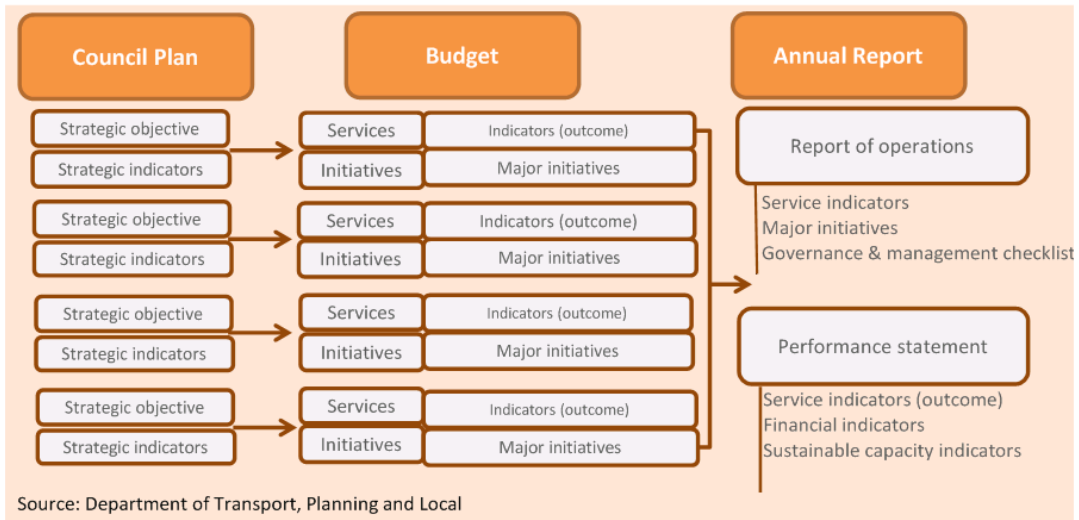 Council Plan
Budget
Annual Report
Strategic objective
Strategic indicators
Services
Indicators (outcome)
Initiatives
Major initiatives
Strategic objective
Strategic indicators
Services
Indicators (outcome)
Initiatives
Major initiatives
Strategic objective
Strategic indicators
Services
Indicators (outcome)
Initiatives
Major initiatives
Strategic objective
Strategic indicators
Services
Indicators (outcome)
Initiatives
Major initiatives
Report of operations
Service indicators
Major initiatives
Governance & management checklist
Performance statement
Service indicators (outcome)
Financial indicators
Sustainable capacity indicators
Source: Department of Transport, Planning and Local